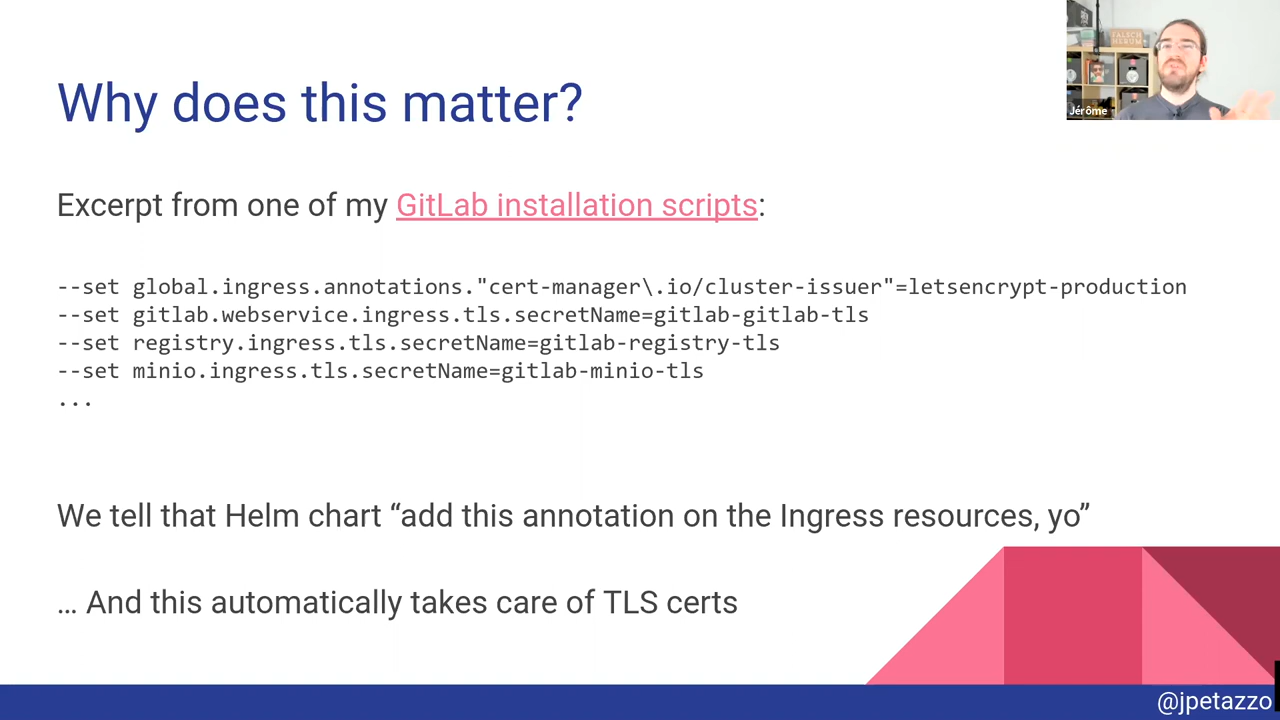 Why does this matter?
Jérôme
Excerpt from one of my GitLab installation scripts:
--set global.ingress.annotations."cert-manager\.io/cluster-issuer"=letsencrypt-production
--set gitlab.webservice.ingress.tls.secretName=gitlab-gitlab-tls
--set registry.ingress.tls.secretName=gitlab-registry-tls
--set minio.ingress.tls.secretName=gitlab-minio-tls
...
We tell that Helm chart “add this annotation on the Ingress resources, yo”
… And this automatically takes care of TLS certs
@jpetazzo